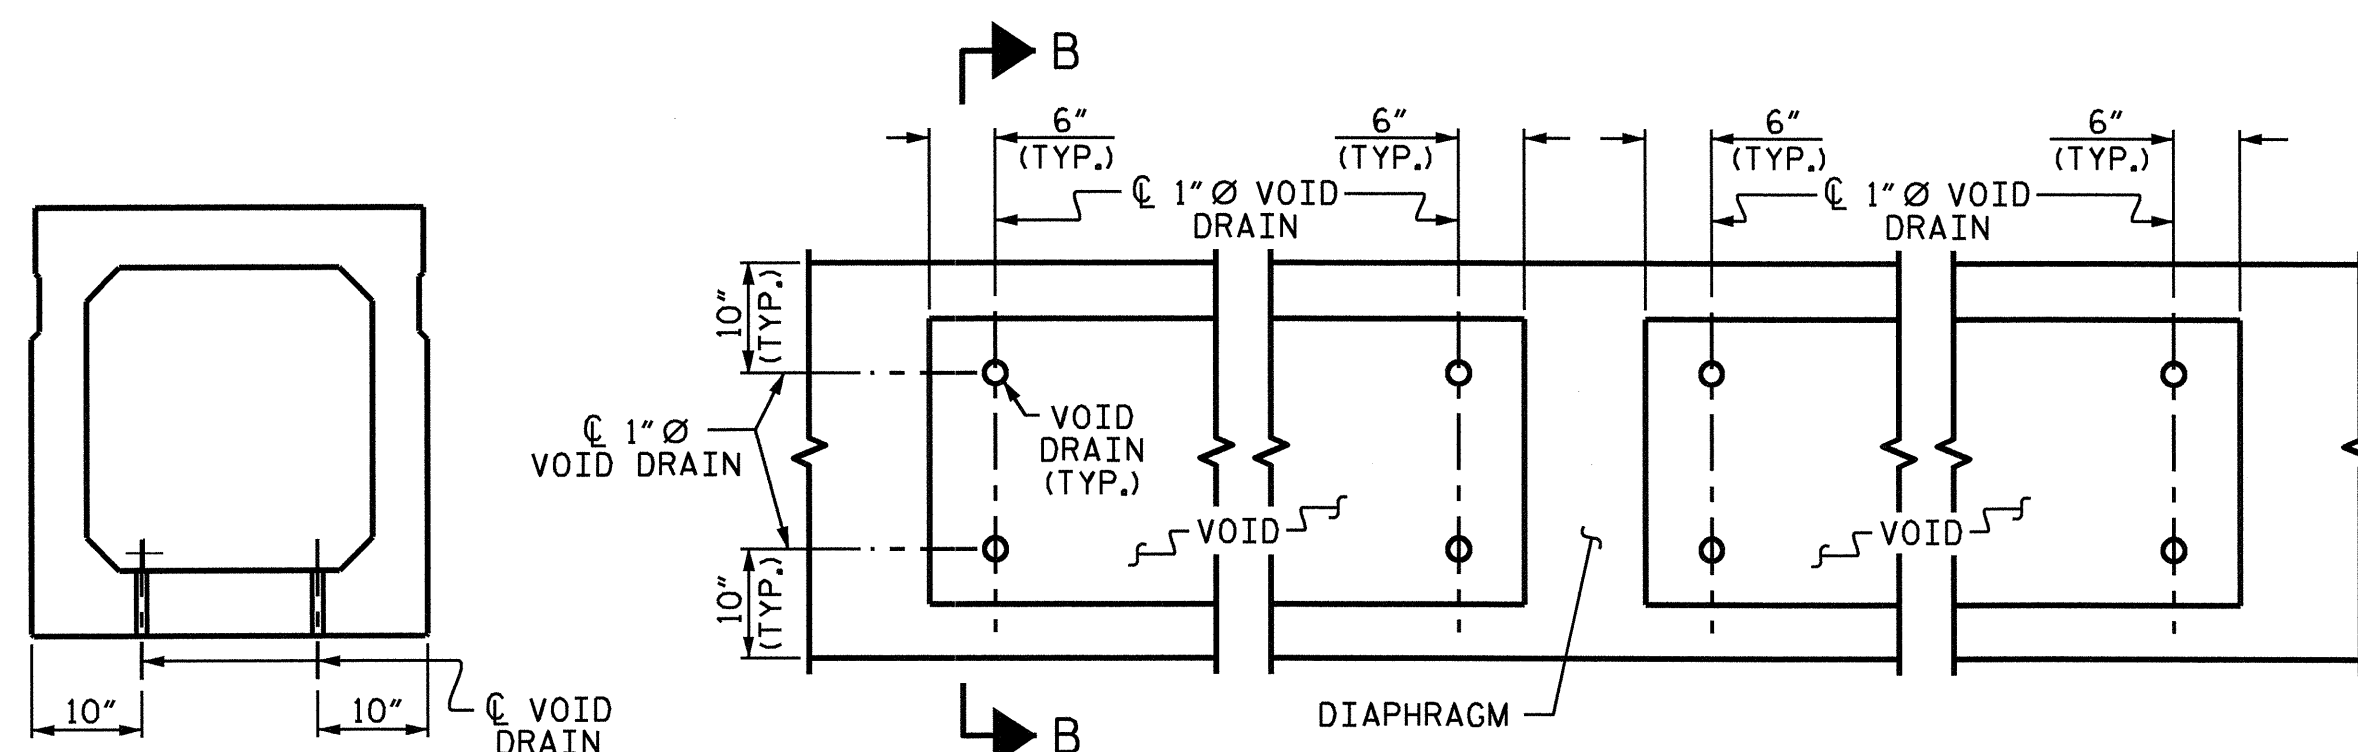 B
6"
(TYP.)
6"
(TYP.)
6"
(TYP.)
6"
(TYP.)
℄ 1"Ø VOID
DRAIN
℄ 1"Ø VOID
DRAIN
10"
(TYP.)
℄ 1"Ø
VOID DRAIN
VOID
DRAIN
(TYP.)
VOID
VOID
10"
(TYP.)
10"
10"
℄ VOID
DRAIN
DIAPHRAGM
B